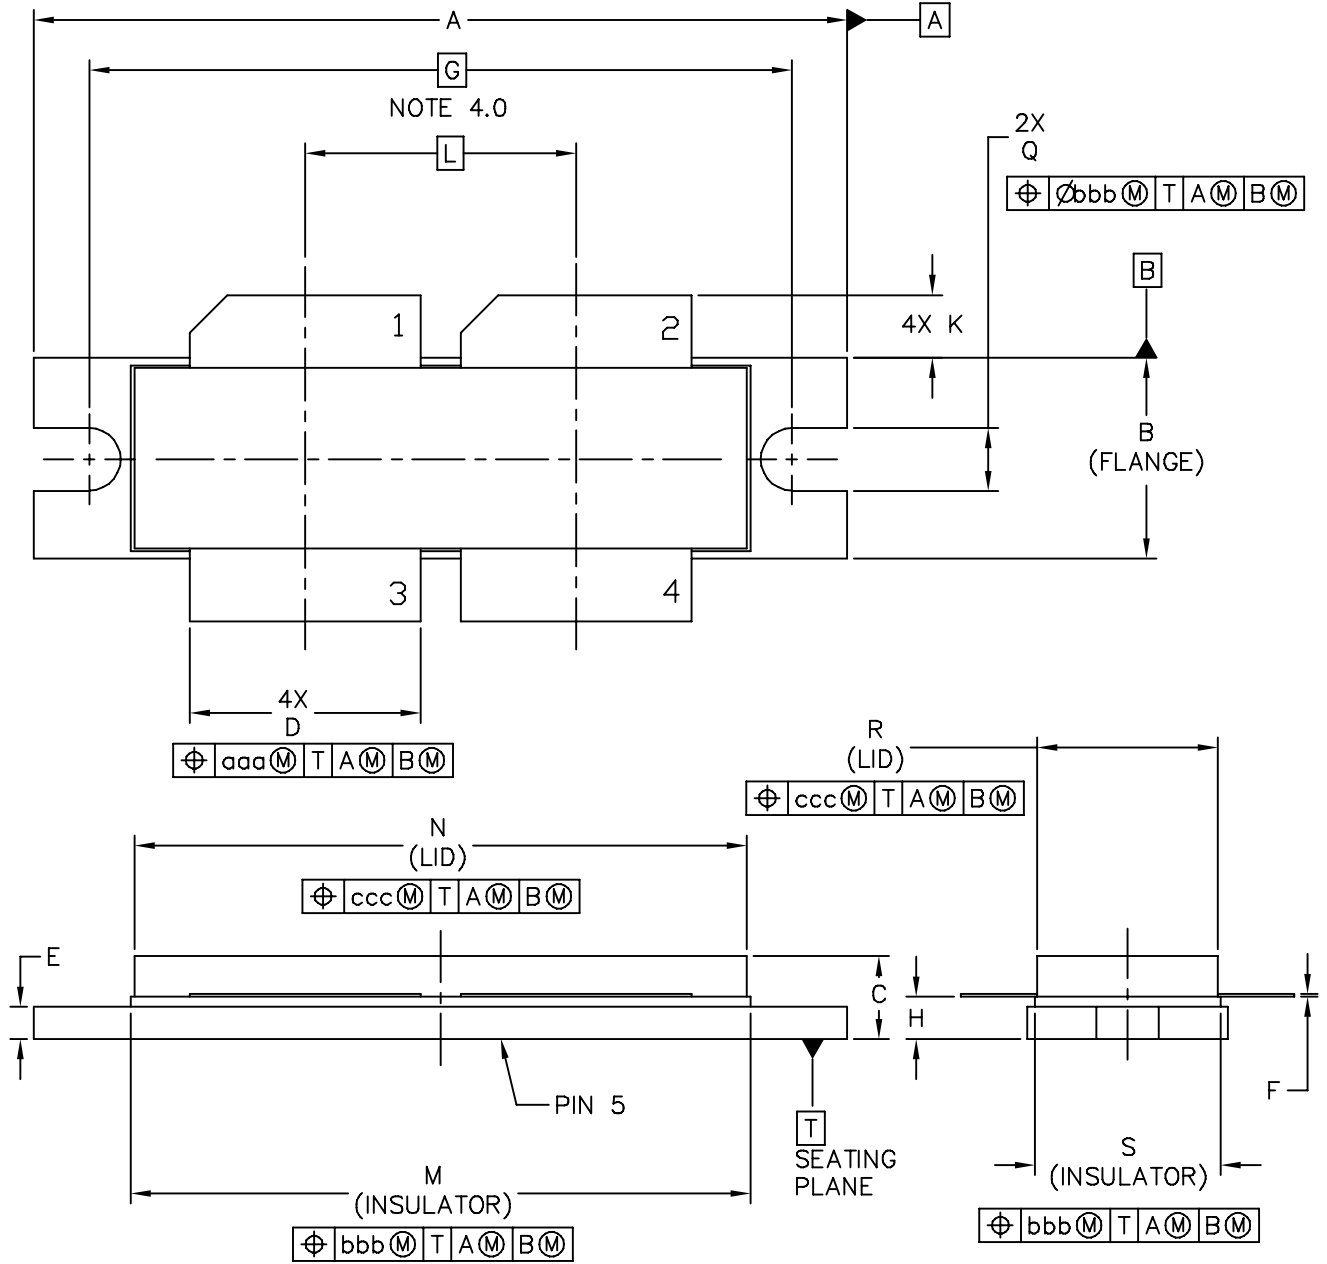 A
A
G
NOTE 4.0
L
2X
Q
⌖ Øbbb Ⓜ T A Ⓜ B Ⓜ
B
4X K
1
2
B
(FLANGE)
3
4
4X
D
⌖ aaa Ⓜ T A Ⓜ B Ⓜ
R
(LID)
⌖ ccc Ⓜ T A Ⓜ B Ⓜ
N
(LID)
⌖ ccc Ⓜ T A Ⓜ B Ⓜ
E
C
H
F
PIN 5
T
SEATING
PLANE
M
(INSULATOR)
⌖ bbb Ⓜ T A Ⓜ B Ⓜ
S
(INSULATOR)
⌖ bbb Ⓜ T A Ⓜ B Ⓜ